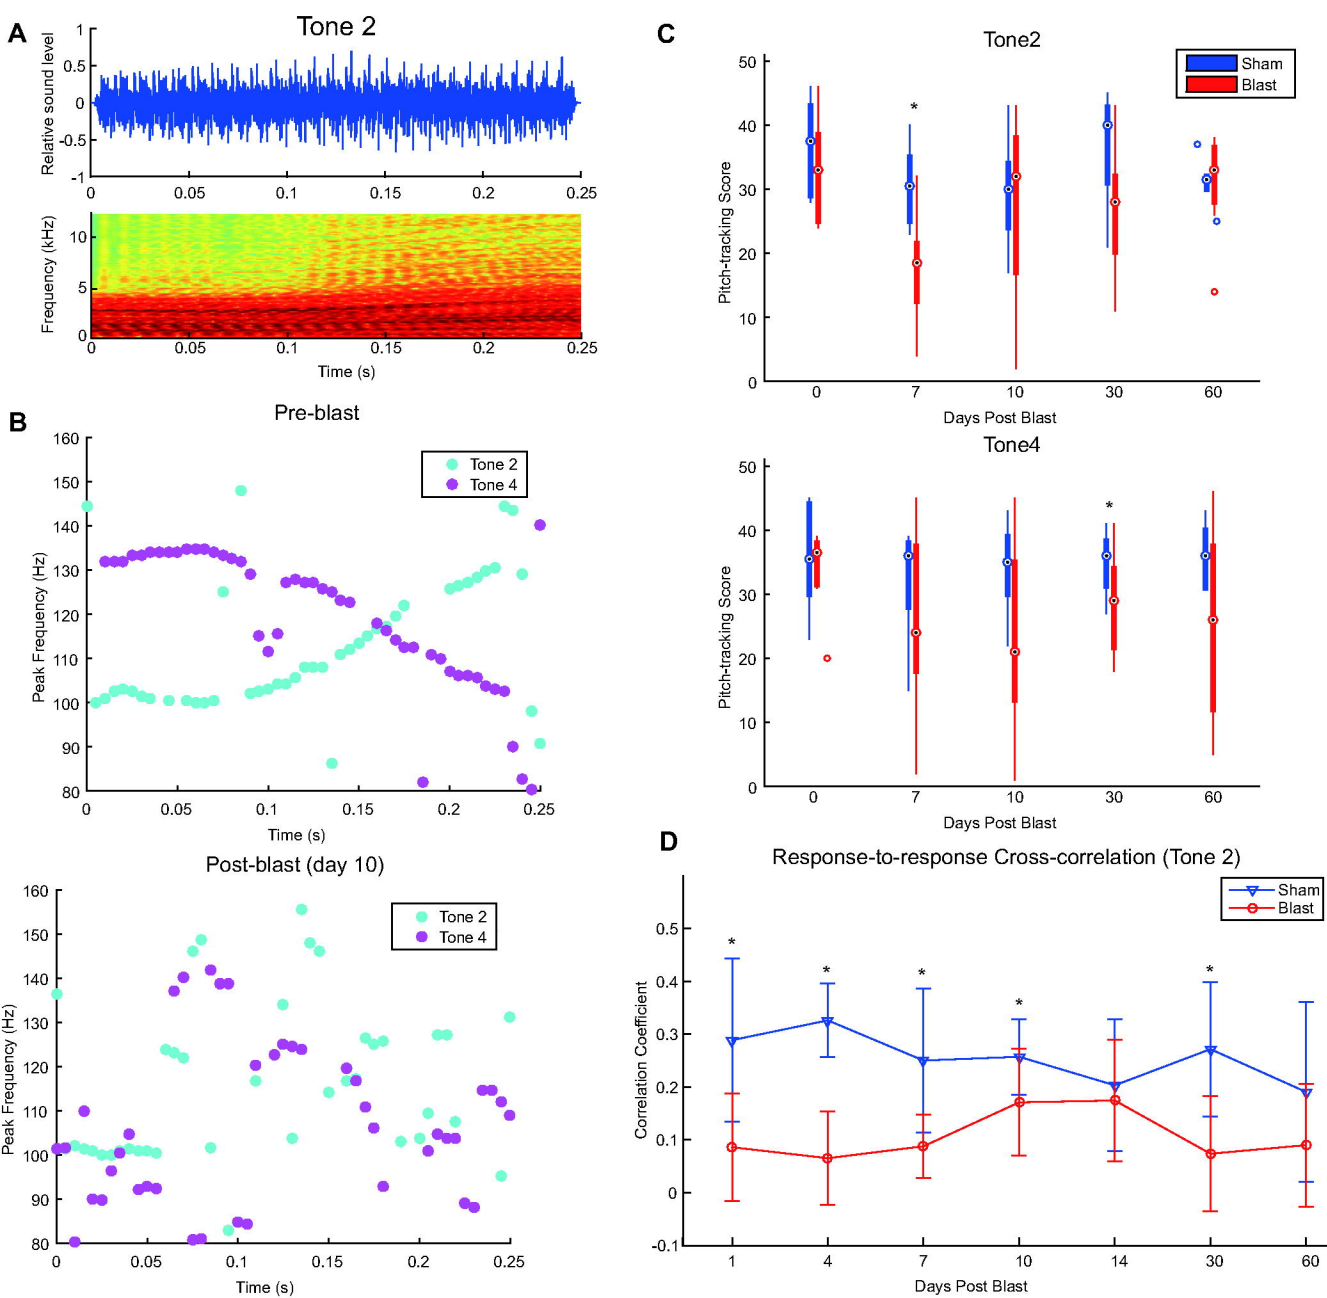 A
Tone 2
Relative sound level
1
0.5
0
-0.5
-1
0 0.05 0.1 0.15 0.2 0.25
Frequency (kHz)
10
5
0
0 0.05 0.1 0.15 0.2 0.25
Time (s)
B
Pre-blast
Peak Frequency (Hz)
160
150
140
130
120
110
100
90
80
Tone 2
Tone 4
0 0.05 0.1 0.15 0.2 0.25
Time (s)
Post-blast (day 10)
Peak Frequency (Hz)
160
150
140
130
120
110
100
90
80
Tone 2
Tone 4
0 0.05 0.1 0.15 0.2 0.25
Time (s)
C
Tone2
Sham
Blast
Pitch-tracking Score
50
40
30
20
10
0
*
0 7 10 30 60
Days Post Blast
Tone4
Pitch-tracking Score
50
40
30
20
10
0
*
0 7 10 30 60
Days Post Blast
D
Response-to-response Cross-correlation (Tone 2)
Sham
Blast
Correlation Coefficient
0.5
0.4
0.3
0.2
0.1
0
-0.1
* * * * *
1 4 7 10 14 30 60
Days Post Blast